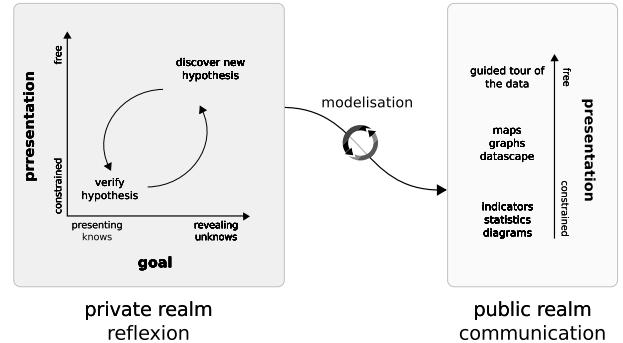 free
discover new
hypothesis
prresentation
constrained
verify
hypothesis
presenting
knows
revealing
unknows
goal
private realm
reflexion
modelisation
guided tour of
the data
free
maps
graphs
datascape
presentation
constrained
indicators
statistics
diagrams
public realm
communication